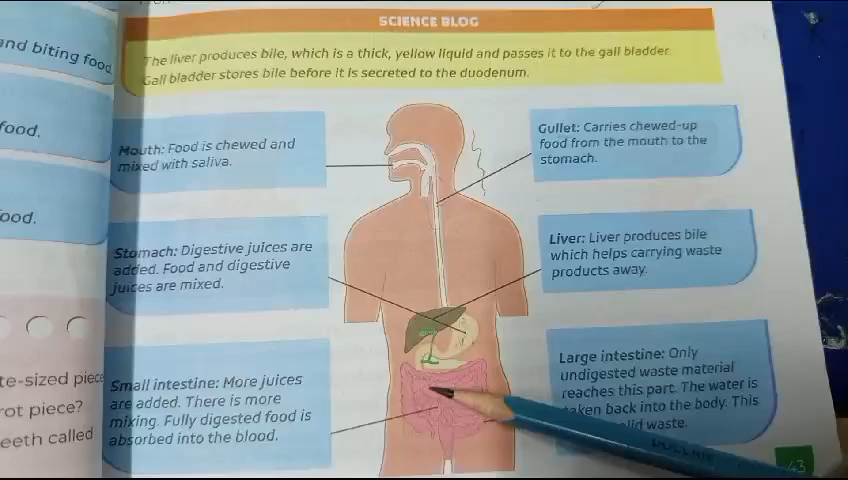 SCIENCE BLOG
The liver produces bile, which is a thick, yellow liquid and passes it to the gall bladder.
Gall bladder stores bile before it is secreted to the duodenum.
and biting food
food.
ood.
te-sized piece
rot piece?
eeth called
Mouth: Food is chewed and
mixed with saliva.
Stomach: Digestive juices are
added. Food and digestive
juices are mixed.
Small intestine: More juices
are added. There is more
mixing. Fully digested food is
absorbed into the blood.
Gullet: Carries chewed-up
food from the mouth to the
stomach.
Liver: Liver produces bile
which helps carrying waste
products away.
Large intestine: Only
undigested waste material
reaches this part. The water is
taken back into the body. This
lid waste.
43